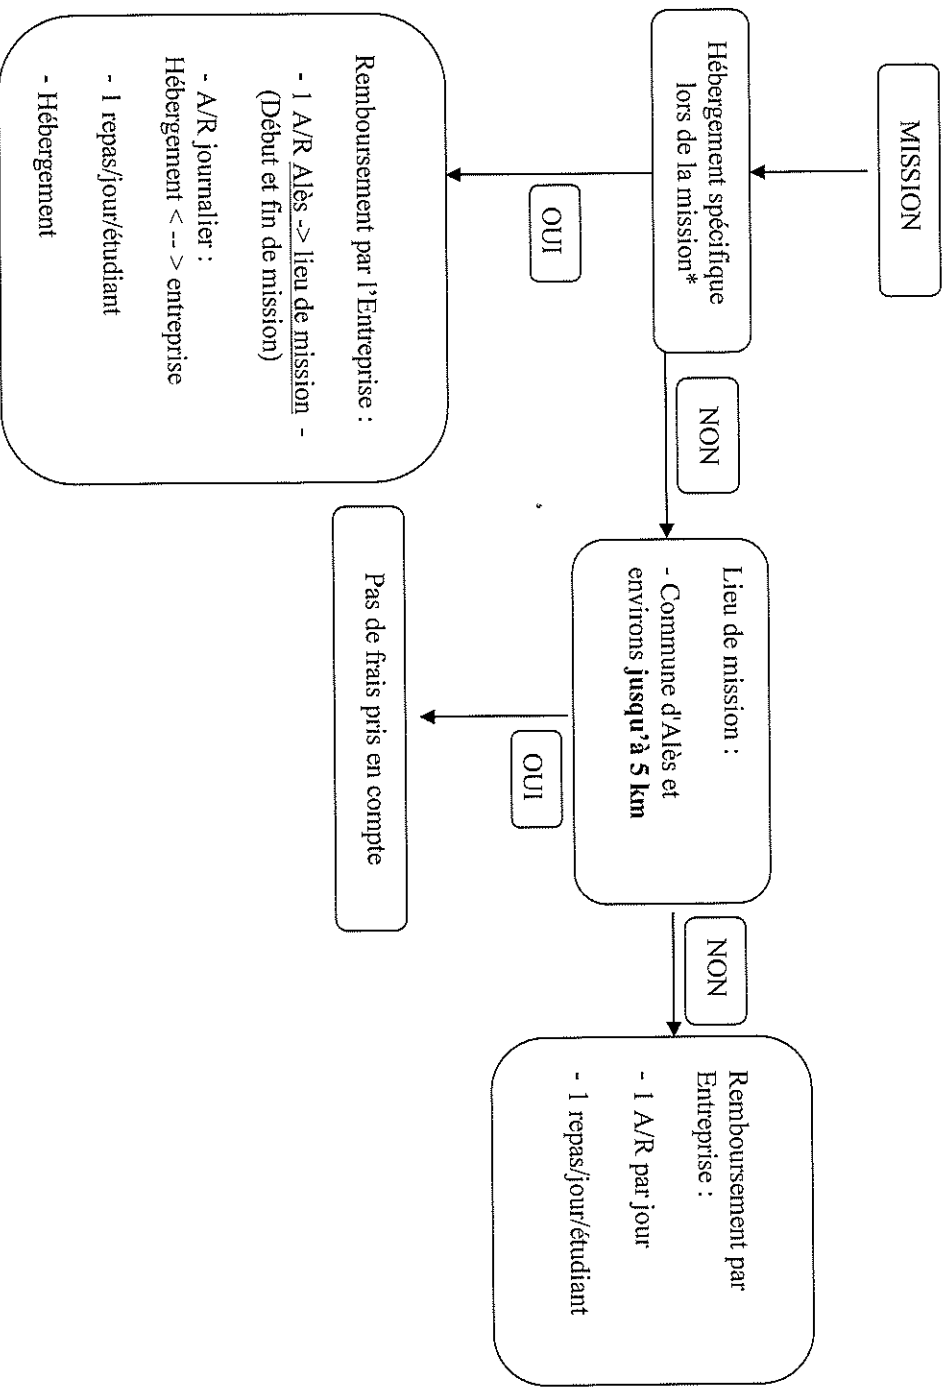 MISSION
Hébergement spécifique
lors de la mission*
OUI
NON
Remboursement par l’Entreprise :
- 1 A/R Alès -> lieu de mission -
(Début et fin de mission)
- A/R journalier :
Hébergement < -- > entreprise
- 1 repas/jour/étudiant
- Hébergement
Lieu de mission :
- Commune d'Alès et
environs jusqu’à 5 km
OUI
NON
Pas de frais pris en compte
Remboursement par
Entreprise :
- 1 A/R par jour
- 1 repas/jour/étudiant